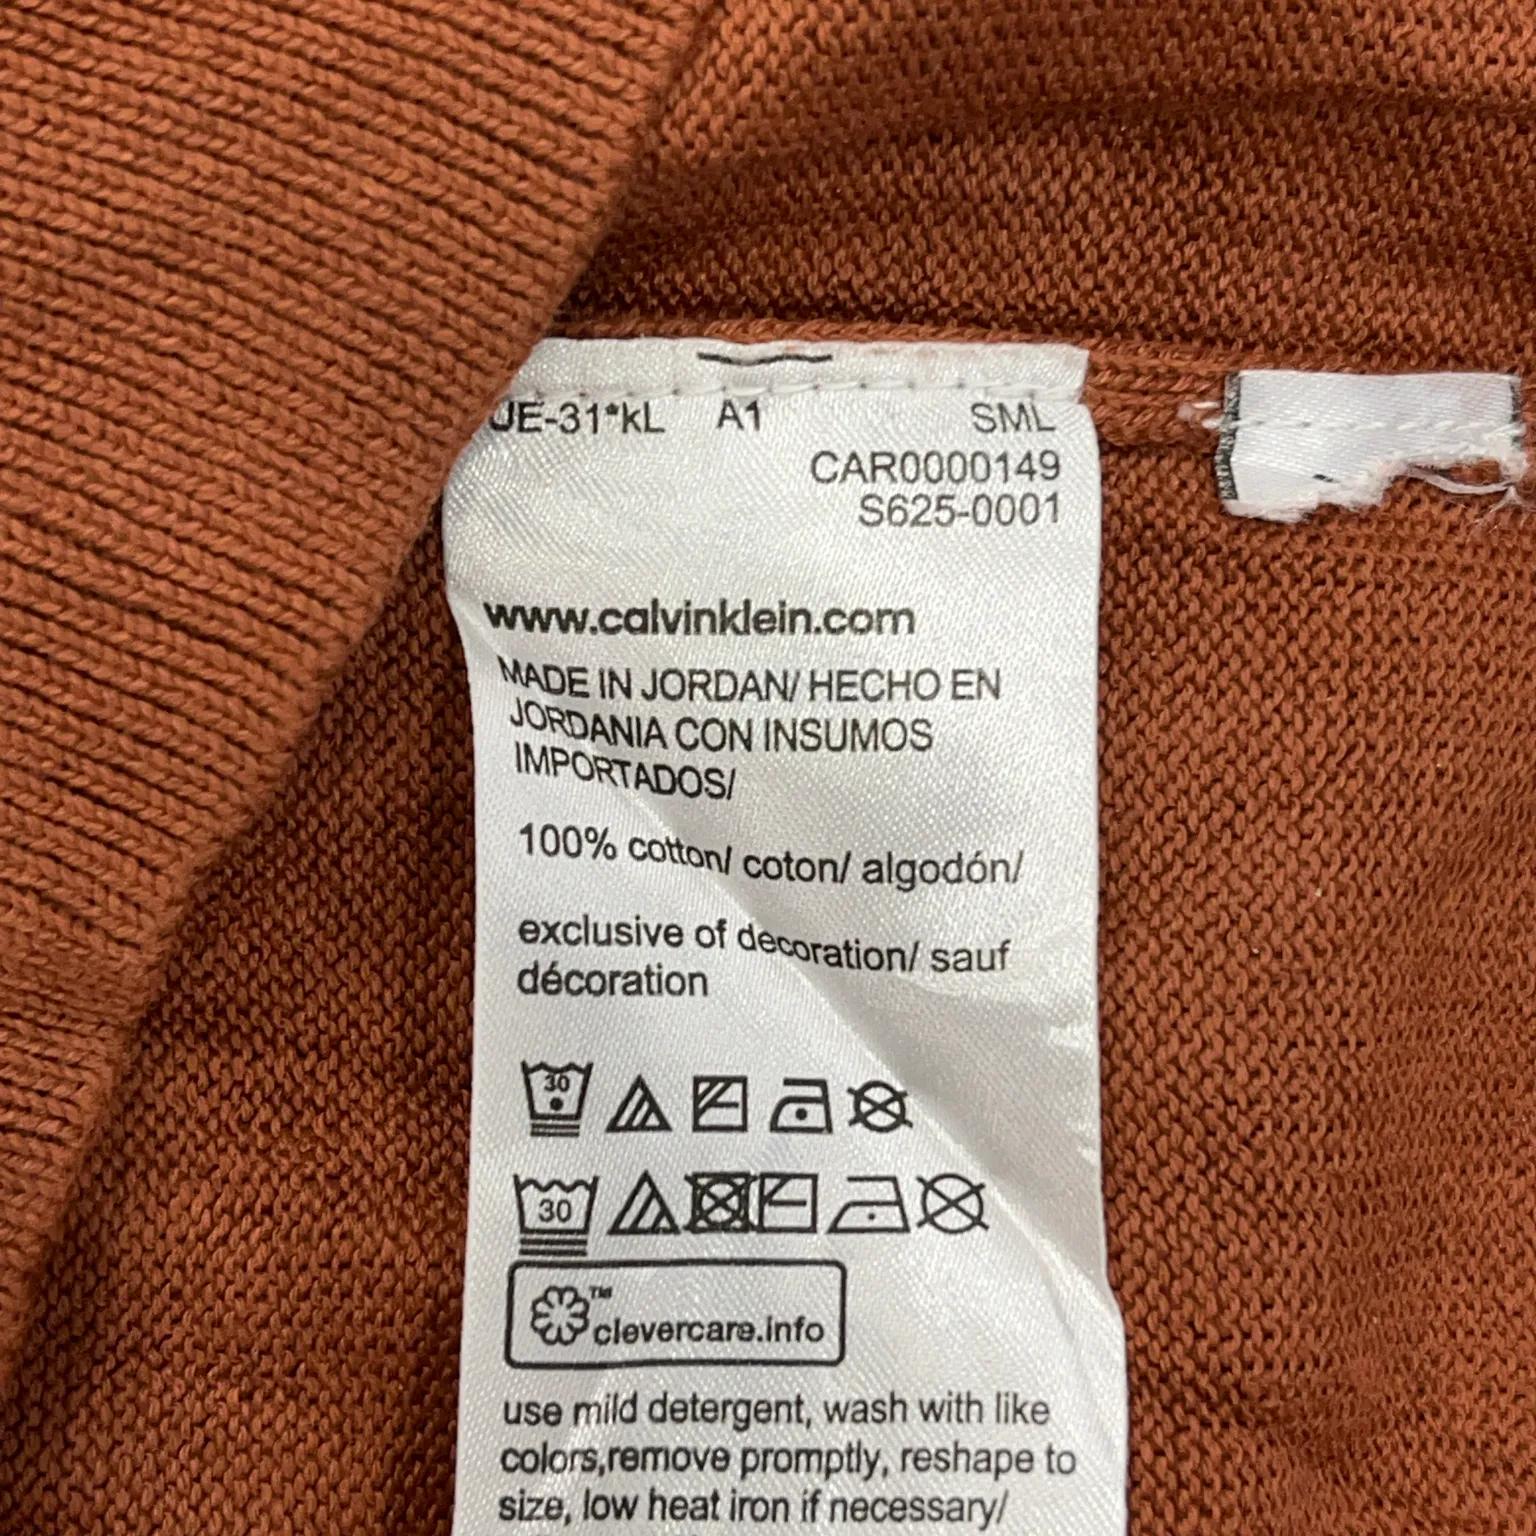 UE-31*kL A1 SML
CAR0000149
S625-0001
www.calvinklein.com
MADE IN JORDAN/ HECHO EN
JORDANIA CON INSUMOS
IMPORTADOS/
100% cotton/ coton/ algodón/
exclusive of decoration/ sauf
décoration
30
30
™
clevercare.info
use mild detergent, wash with like
colors,remove promptly, reshape to
size, low heat iron if necessary/